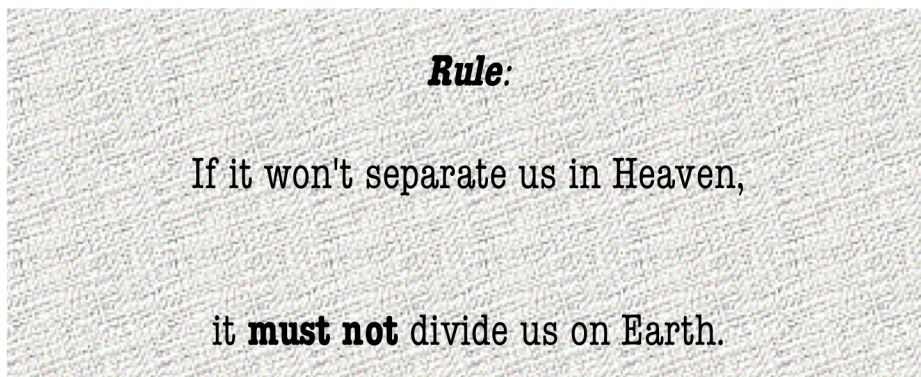 Rule:
If it won't separate us in Heaven,
it must not divide us on Earth.